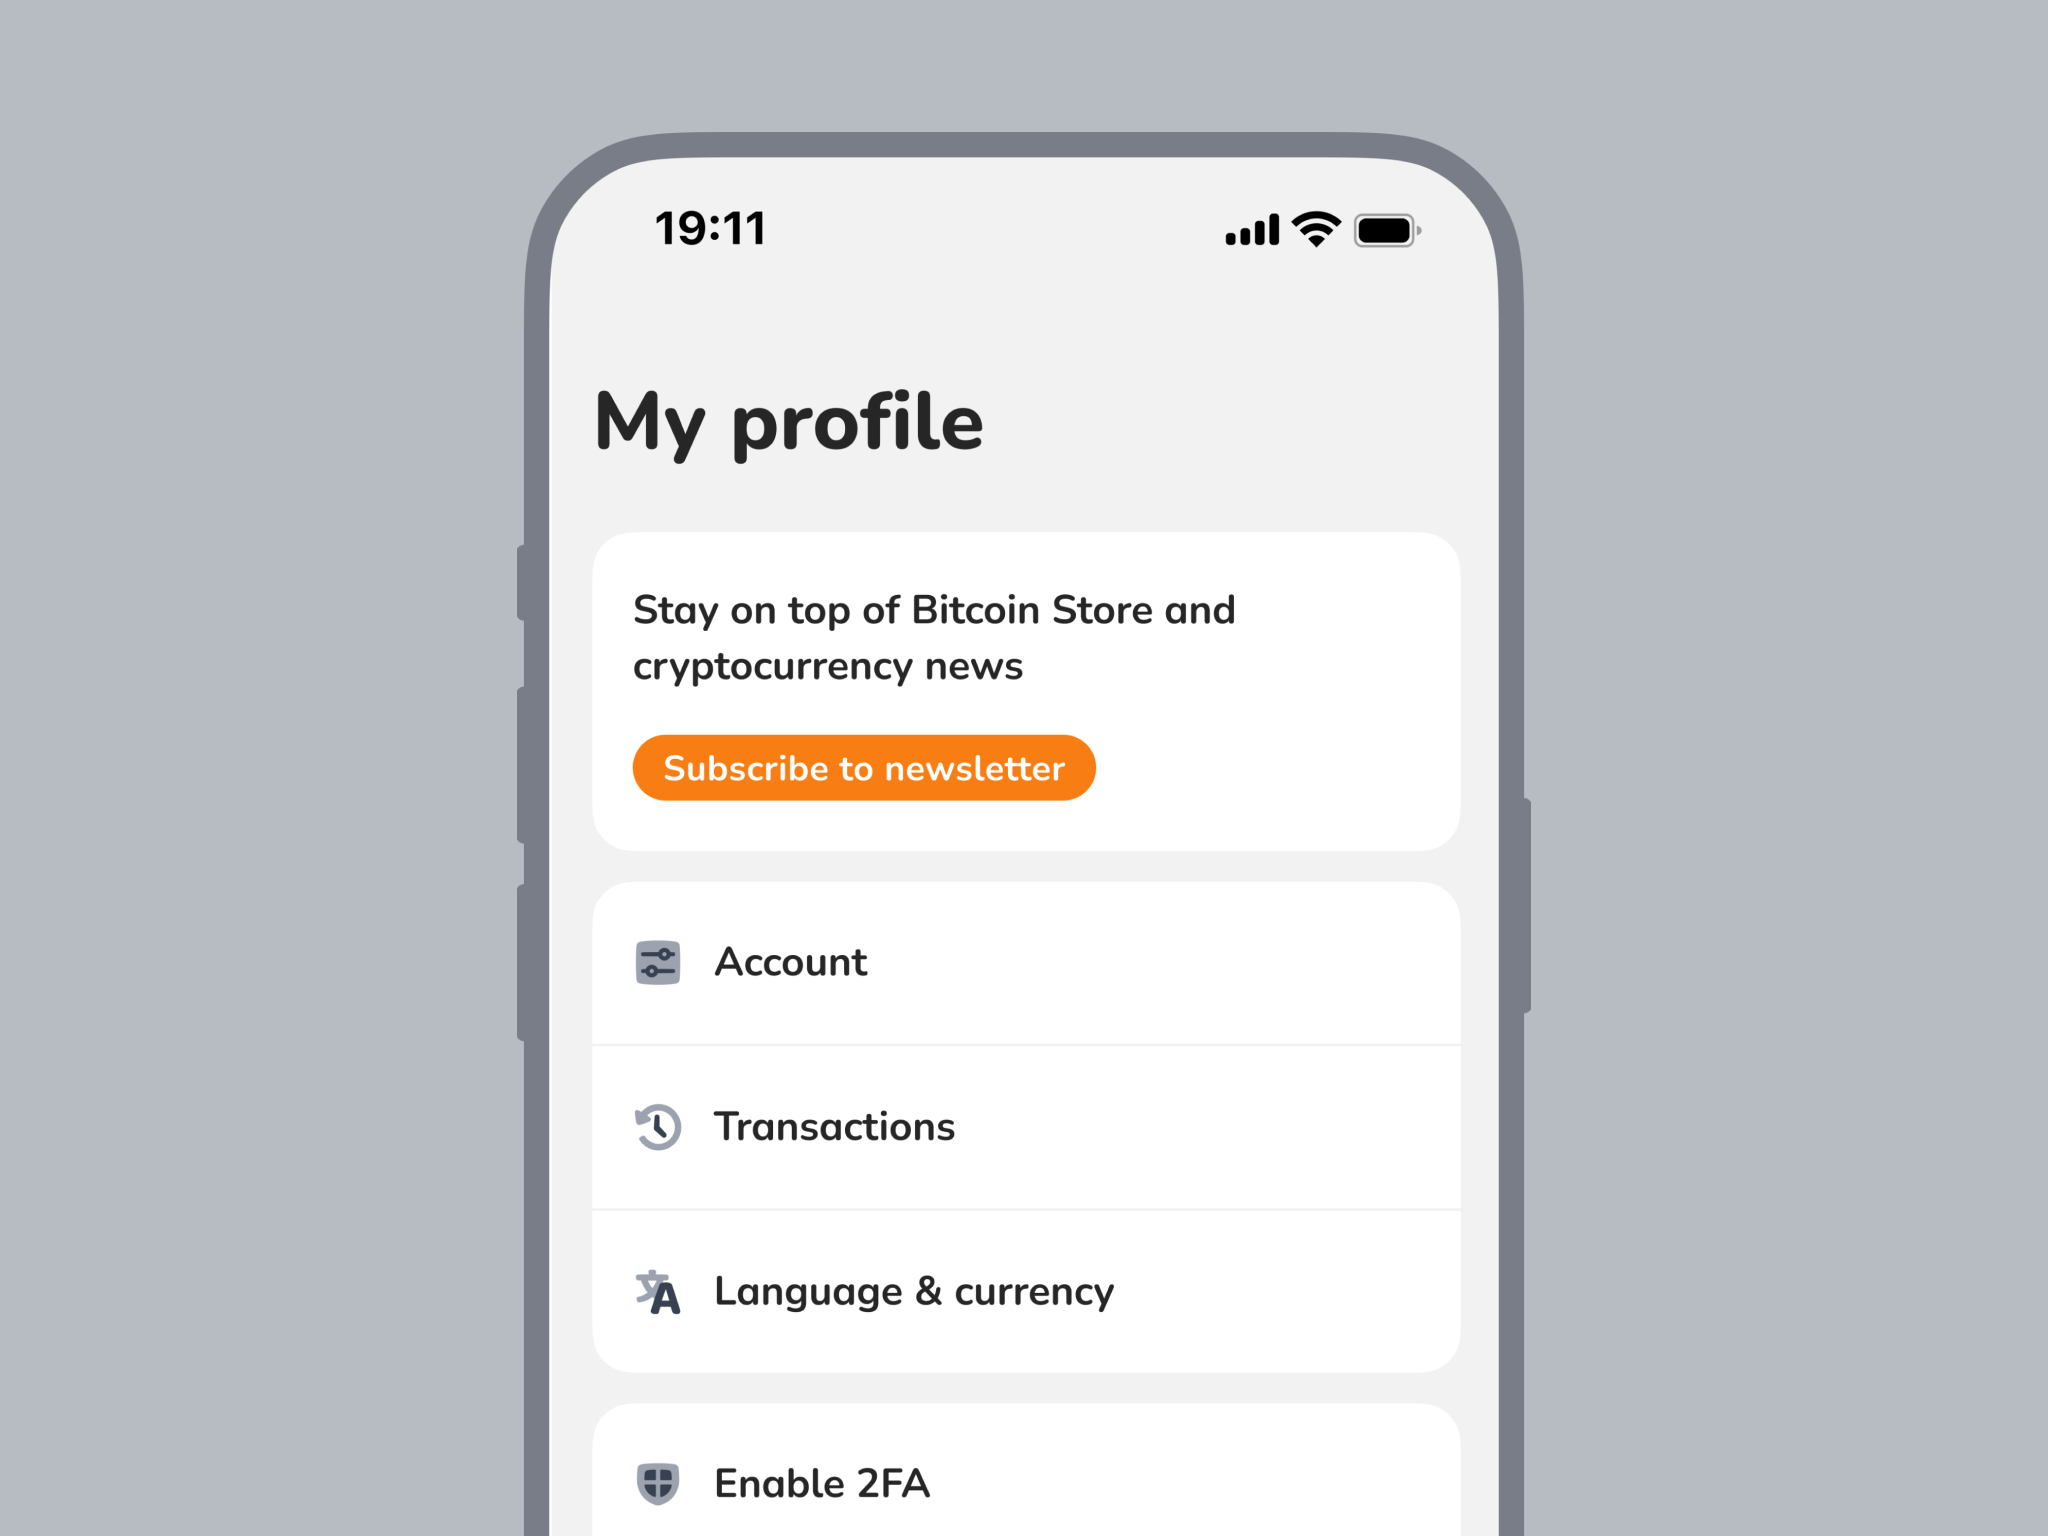 19:11
My profile
Stay on top of Bitcoin Store and
cryptocurrency news
Subscribe to newsletter
Account
Transactions
Language & currency
Enable 2FA